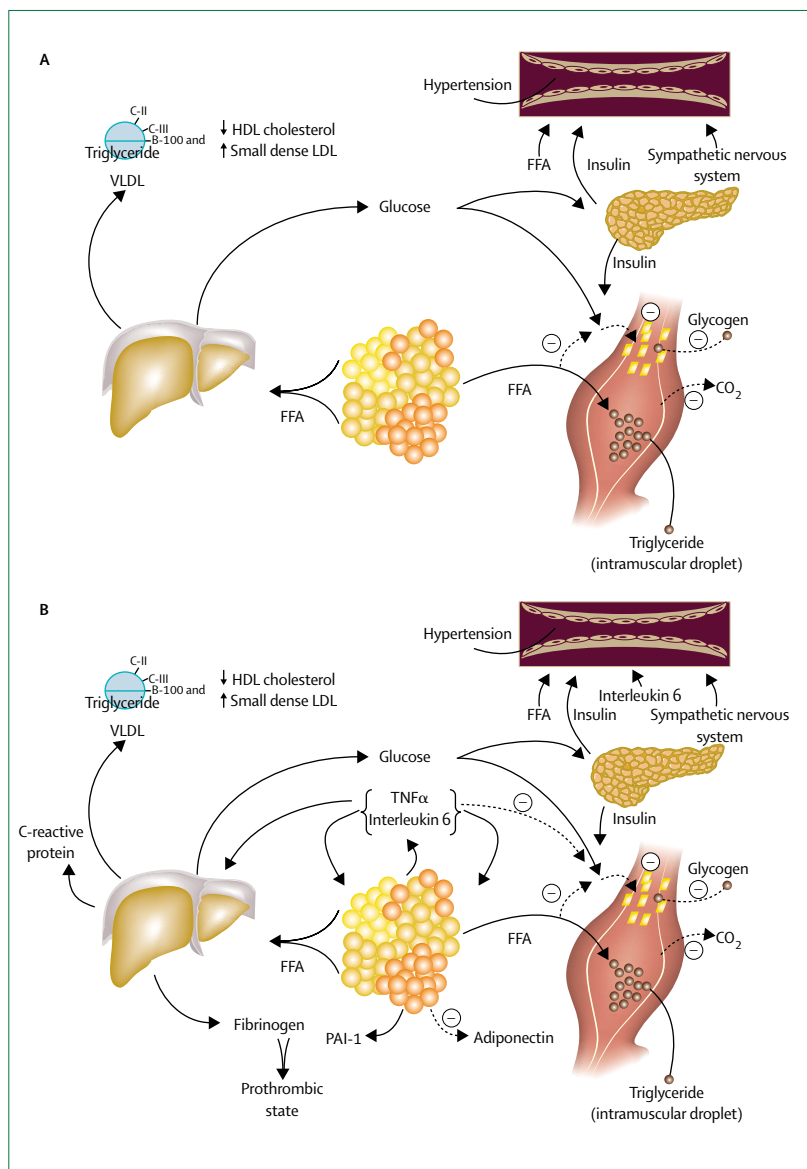 A
Hypertension
C-II
C-III
B-100 and
Triglyceride
VLDL
↓ HDL cholesterol
↑ Small dense LDL
FFA
Insulin
Sympathetic nervous
system
Glucose
Insulin
−
−
Glycogen
−
−
CO2
FFA
FFA
Triglyceride
(intramuscular droplet)
B
Hypertension
C-II
C-III
B-100 and
Triglyceride
VLDL
↓ HDL cholesterol
↑ Small dense LDL
Interleukin 6
FFA
Insulin
Sympathetic nervous
system
Glucose
TNFα
Interleukin 6
−
Insulin
C-reactive
protein
−
−
Glycogen
−
−
CO2
FFA
FFA
Fibrinogen
PAI-1
−
Adiponectin
Prothrombic
state
Triglyceride
(intramuscular droplet)